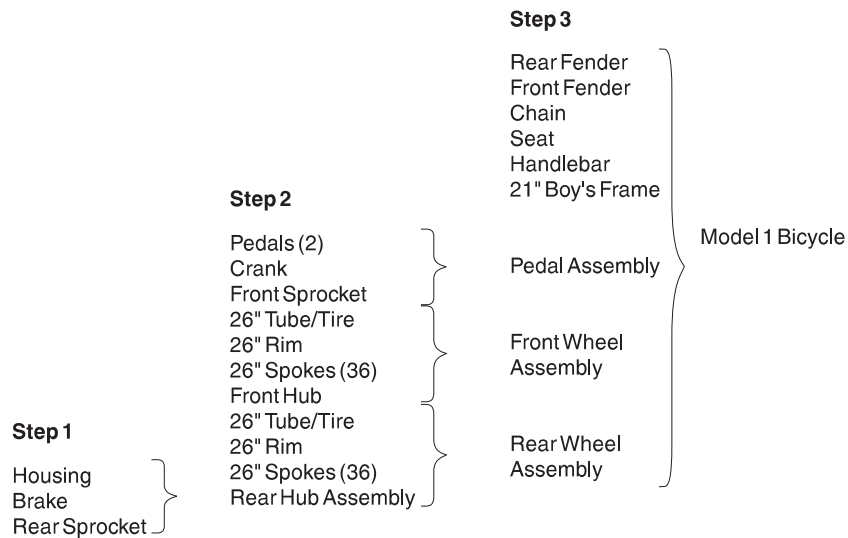 Step 3
Rear Fender
Front Fender
Chain
Seat
Handlebar
21" Boy's Frame
Pedal Assembly
Front Wheel
Assembly
Rear Wheel
Assembly
Model 1 Bicycle
Step 2
Pedals (2)
Crank
Front Sprocket
26" Tube/Tire
26" Rim
26" Spokes (36)
Front Hub
26" Tube/Tire
26" Rim
26" Spokes (36)
Rear Hub Assembly
Step 1
Housing
Brake
Rear Sprocket